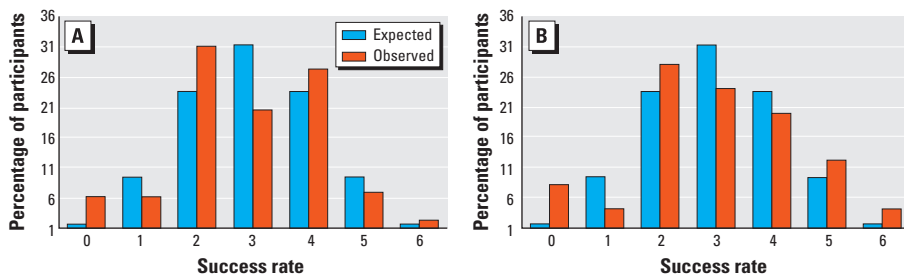 A
Expected
Observed
Percentage of participants
36
31
26
21
16
11
6
1
0 1 2 3 4 5 6
Success rate
B
Percentage of participants
36
31
26
21
16
11
6
1
0 1 2 3 4 5 6
Success rate